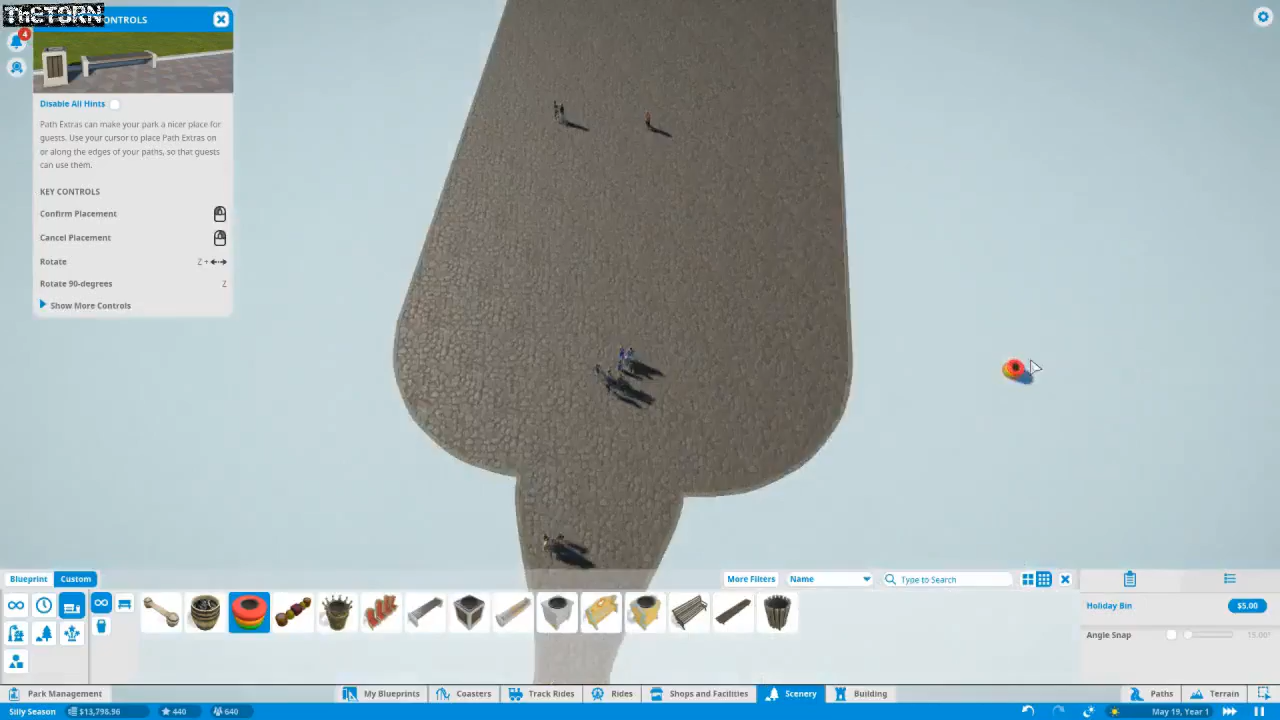 THETORN
CONTROLS
4
Disable All Hints
Path Extras can make your park a nicer place for
guests. Use your cursor to place Path Extras on
or along the edges of your paths, so that guests
can use them.
KEY CONTROLS
Confirm Placement
Cancel Placement
Rotate Z +
Rotate 90-degrees Z
Show More Controls
Blueprint Custom More Filters Name Type to Search
Holiday Bin $5.00
Angle Snap 15.00°
Park Management My Blueprints Coasters Track Rides Rides Shops and Facilities Scenery Building Paths Terrain
Silly Season $13,798.96 440 640 May 19, Year 1